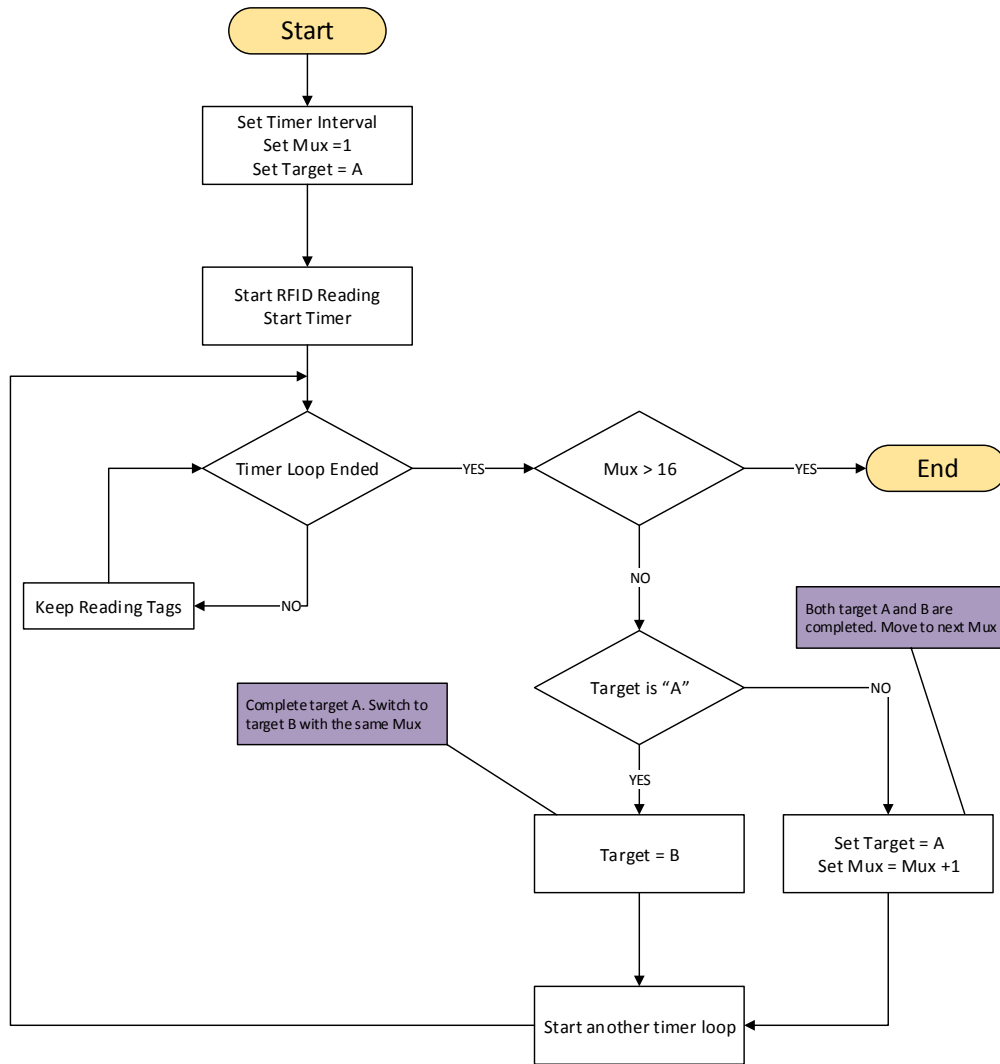 Start
Set Timer Interval
Set Mux =1
Set Target = A
Start RFID Reading
Start Timer
Timer Loop Ended
YES
Mux > 16
YES
End
NO
Keep Reading Tags
NO
Both target A and B are
completed. Move to next Mux
Target is “A”
NO
Complete target A. Switch to
target B with the same Mux
YES
Target = B
Set Target = A
Set Mux = Mux +1
Start another timer loop